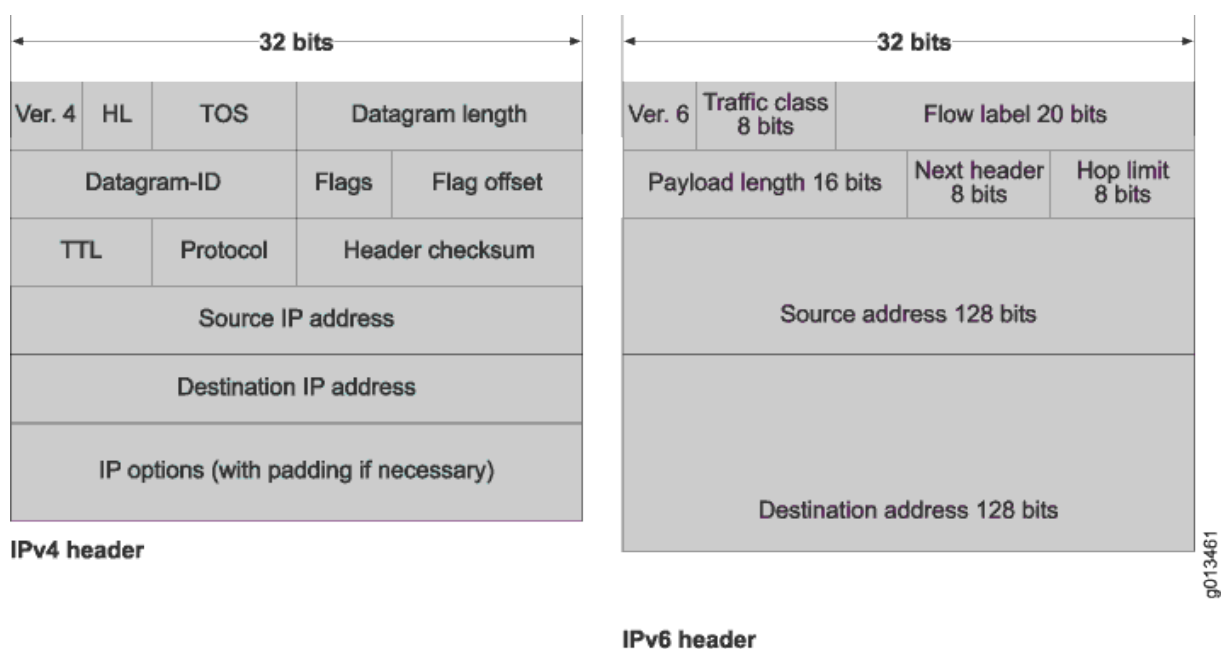 32 bits
Ver. 4 HL TOS Datagram length
Datagram-ID Flags Flag offset
TTL Protocol Header checksum
Source IP address
Destination IP address
IP options (with padding if necessary)
IPv4 header
32 bits
Ver. 6 Traffic class 8 bits Flow label 20 bits
Payload length 16 bits Next header 8 bits Hop limit 8 bits
Source address 128 bits
Destination address 128 bits
IPv6 header
g013461